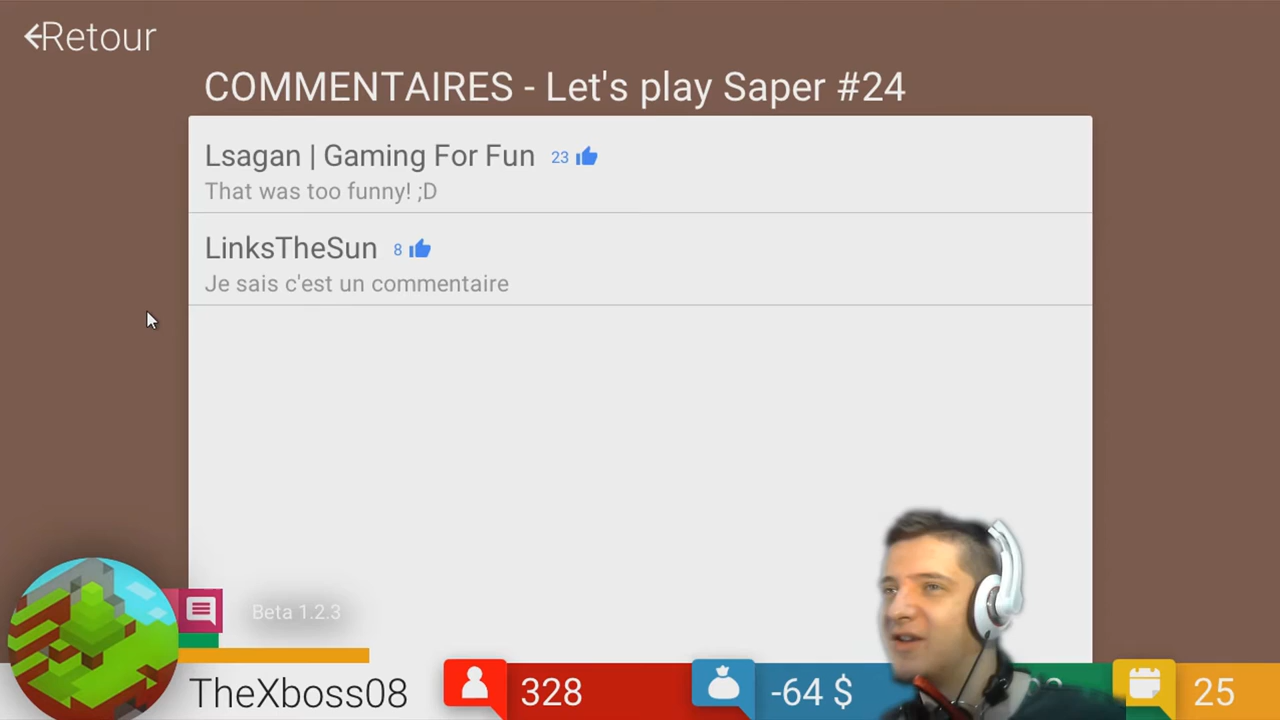 Retour
COMMENTAIRES - Let's play Saper #24
Lsagan | Gaming For Fun 23
That was too funny! ;D
LinksTheSun 8
Je sais c'est un commentaire
Beta 1.2.3
TheXboss08 328 -64 $ 25